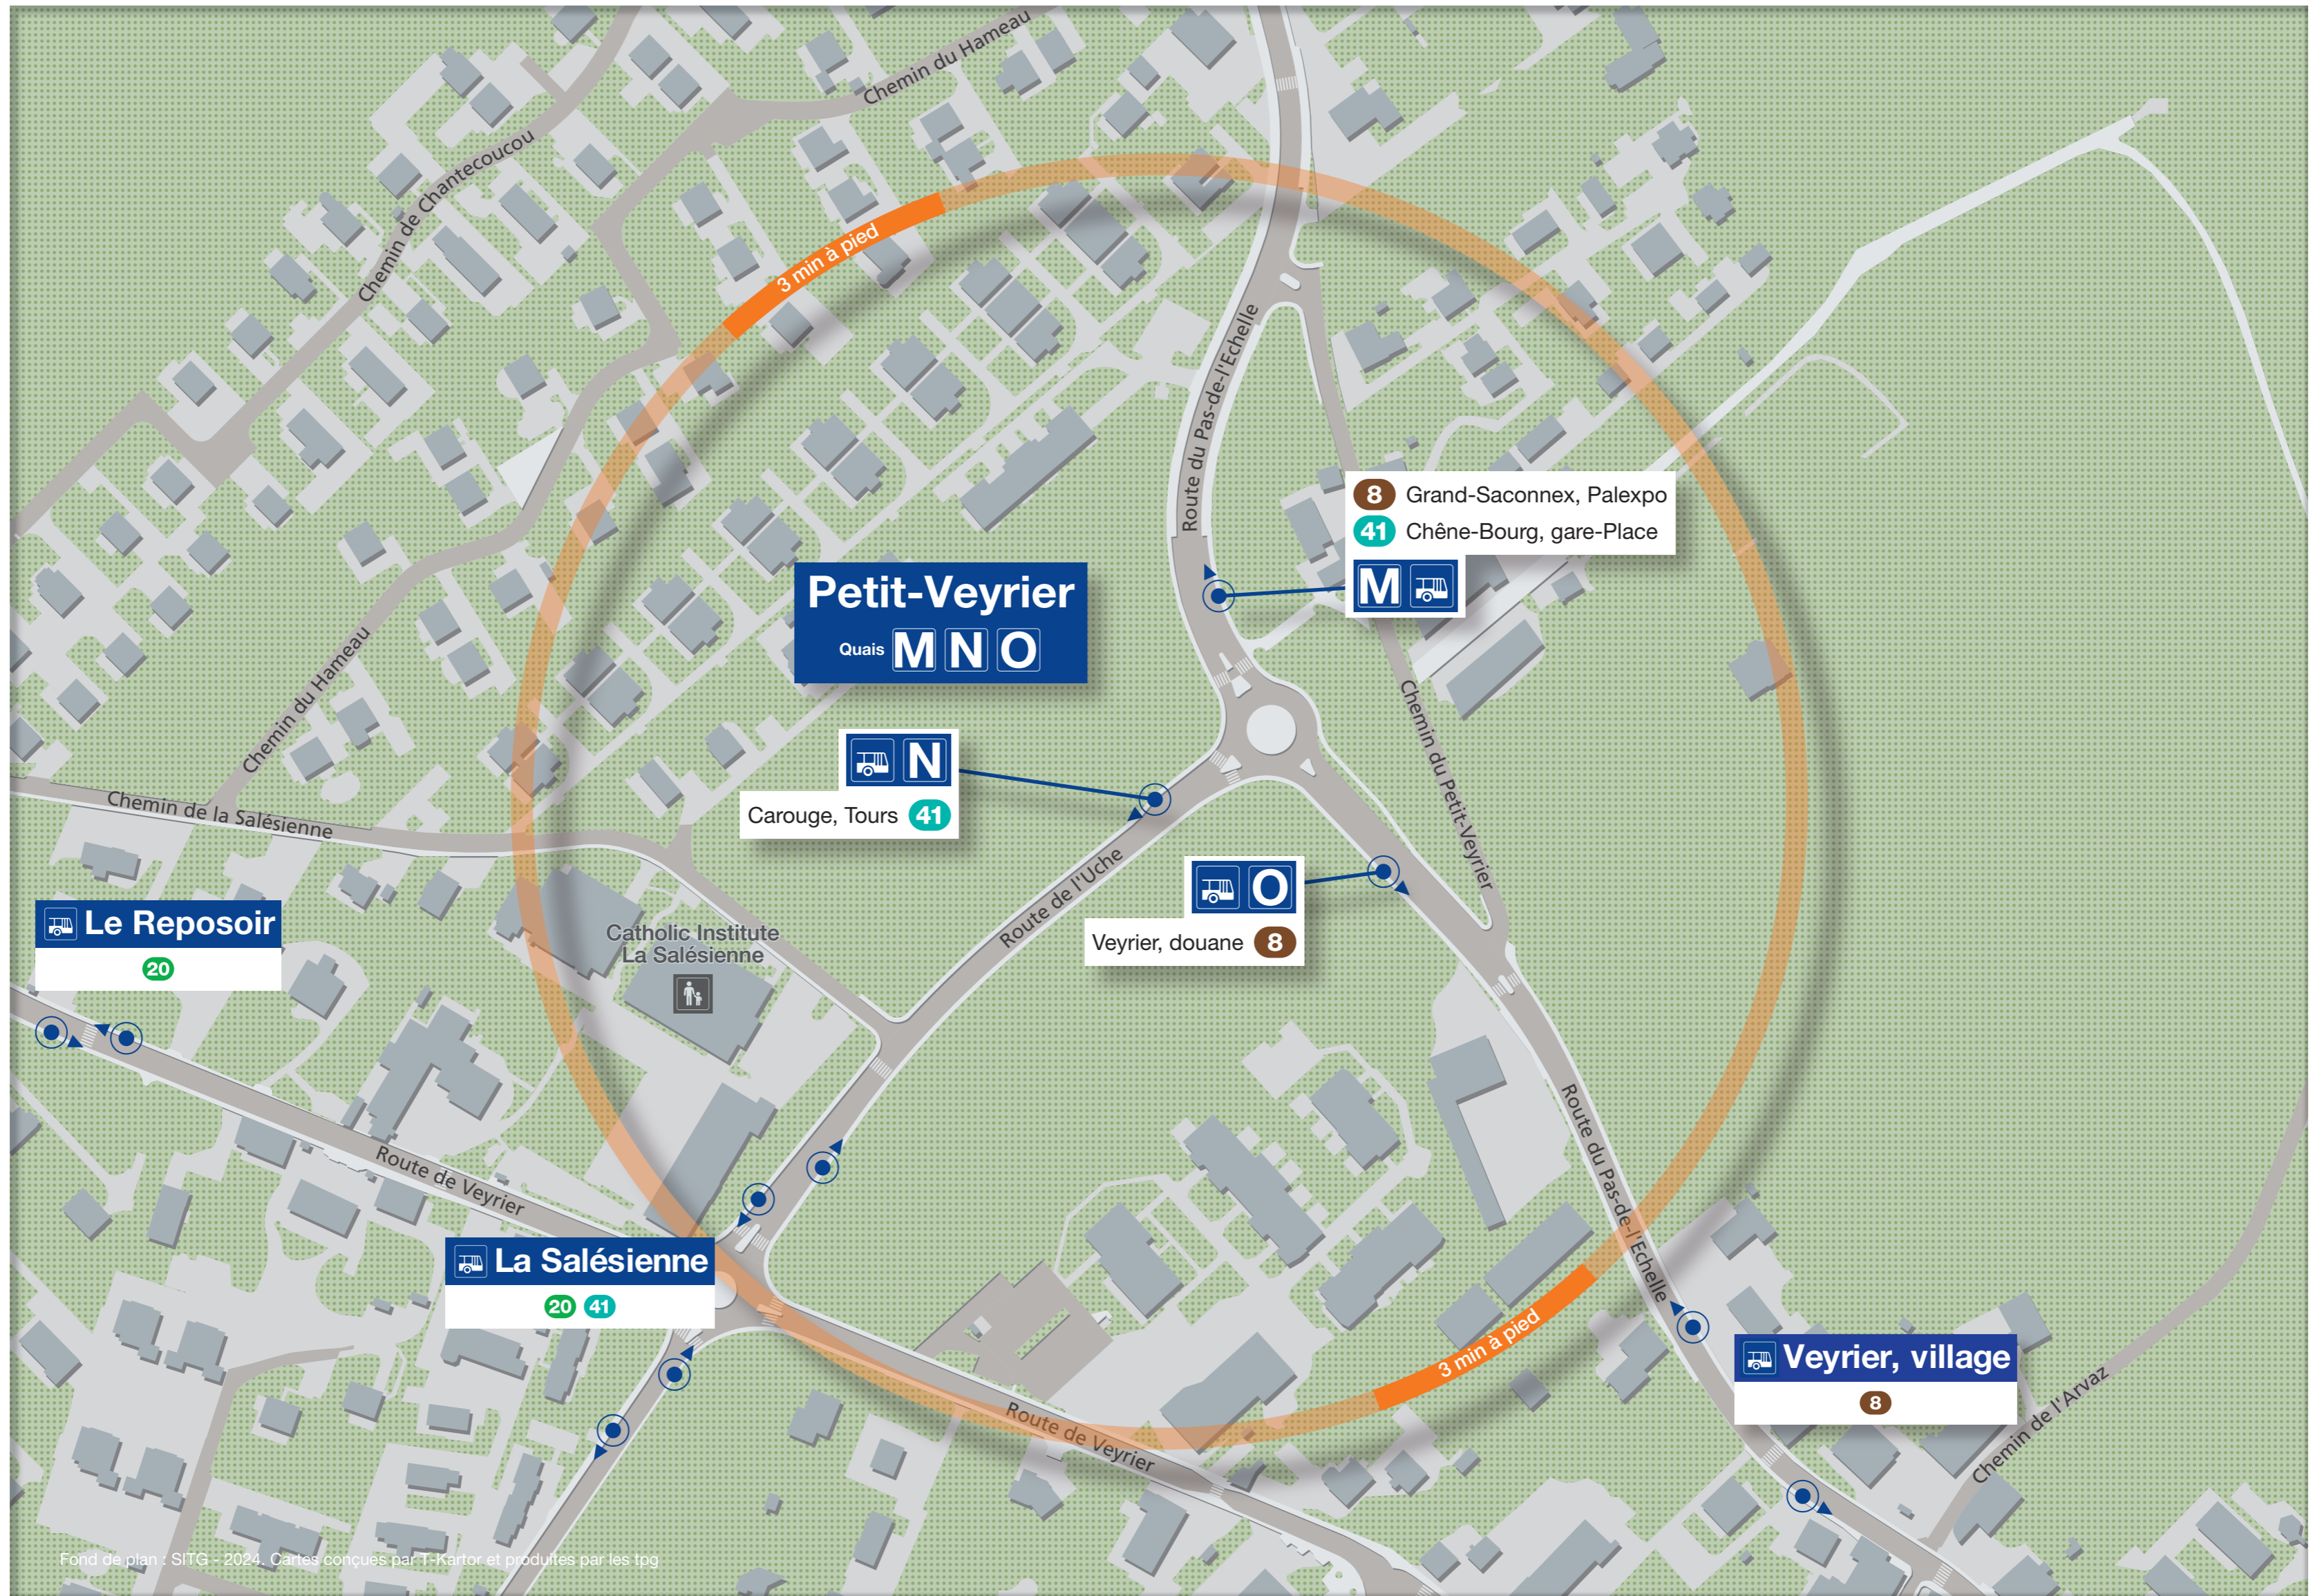 Chemin du Hameau
Chemin de Chantecoucou
3 min à pied
Route du Pas-de-l'Echelle
8 Grand-Saconnex, Palexpo
41 Chêne-Bourg, gare-Place
M
Petit-Veyrier
Quais M N O
Chemin du Hameau
Chemin du Petit-Veyrier
N
Carouge, Tours 41
Chemin de la Salésienne
Route de l'Uche
O
Veyrier, douane 8
Le Reposoir
20
Catholic Institute
La Salésienne
Route de Veyrier
Route du Pas-de-l'Echelle
La Salésienne
20 41
3 min à pied
Veyrier, village
8
Route de Veyrier
Chemin de l'Arvaz
Fond de plan : SITG - 2024. Cartes conçues par T-Kartor et produites par les tpg